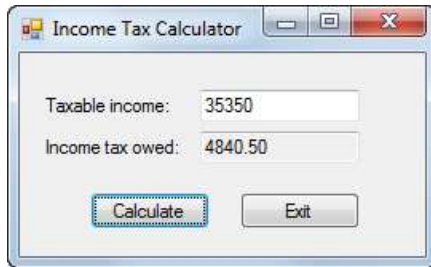 Income Tax Calculator
Taxable income: 35350
Income tax owed: 4840.50
Calculate Exit